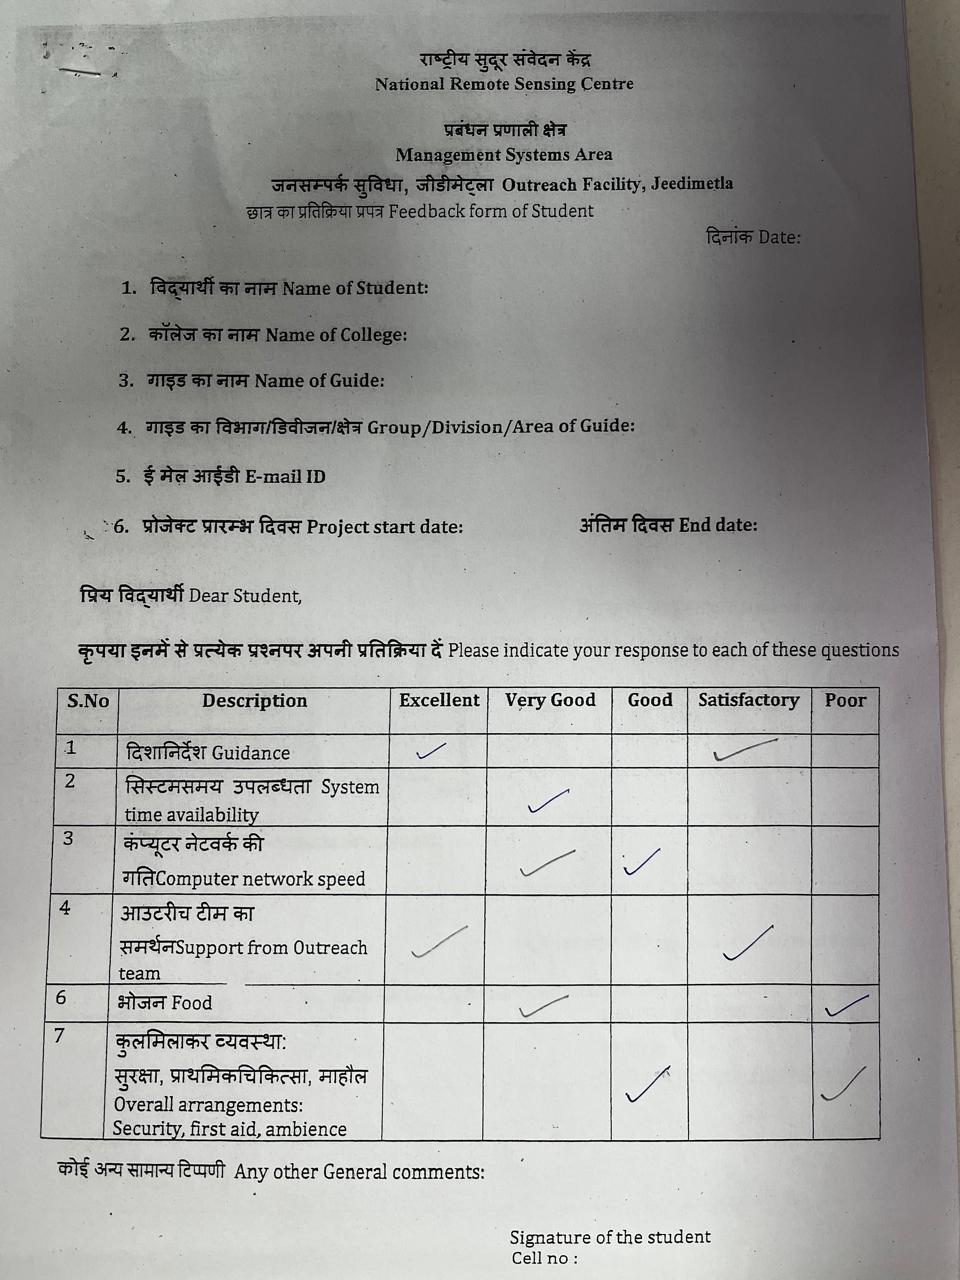 राष्ट्रीय सुदूर संवेदन केंद्र
National Remote Sensing Centre
प्रबंधन प्रणाली क्षेत्र
Management Systems Area
जनसम्पर्क सुविधा, जीडीमेट्ला Outreach Facility, Jeedimetla
छात्र का प्रतिक्रिया प्रपत्र Feedback form of Student
दिनांक Date:
1. विद्यार्थी का नाम Name of Student:
2. कॉलेज का नाम Name of College:
3. गाइड का नाम Name of Guide:
4. गाइड का विभाग/डिवीजन/क्षेत्र Group/Division/Area of Guide:
5. ई मेल आईडी E-mail ID
6. प्रोजेक्ट प्रारम्भ दिवस Project start date: अंतिम दिवस End date:
प्रिय विद्यार्थी Dear Student,
कृपया इनमें से प्रत्येक प्रश्नपर अपनी प्रतिक्रिया दें Please indicate your response to each of these questions
S.No Description Excellent Very Good Good Satisfactory Poor
1 दिशानिर्देश Guidance ✓ ✓
2 सिस्टमसमय उपलब्धता System
time availability ✓
3 कंप्यूटर नेटवर्क की
गतिComputer network speed ✓ ✓
4 आउटरीच टीम का
समर्थनSupport from Outreach ✓ ✓
team
6 भोजन Food ✓ ✓
7 कुलमिलाकर व्यवस्था:
सुरक्षा, प्राथमिकचिकित्सा, माहौल ✓ ✓
Overall arrangements:
Security, first aid, ambience
कोई अन्य सामान्य टिप्पणी Any other General comments:
Signature of the student
Cell no :